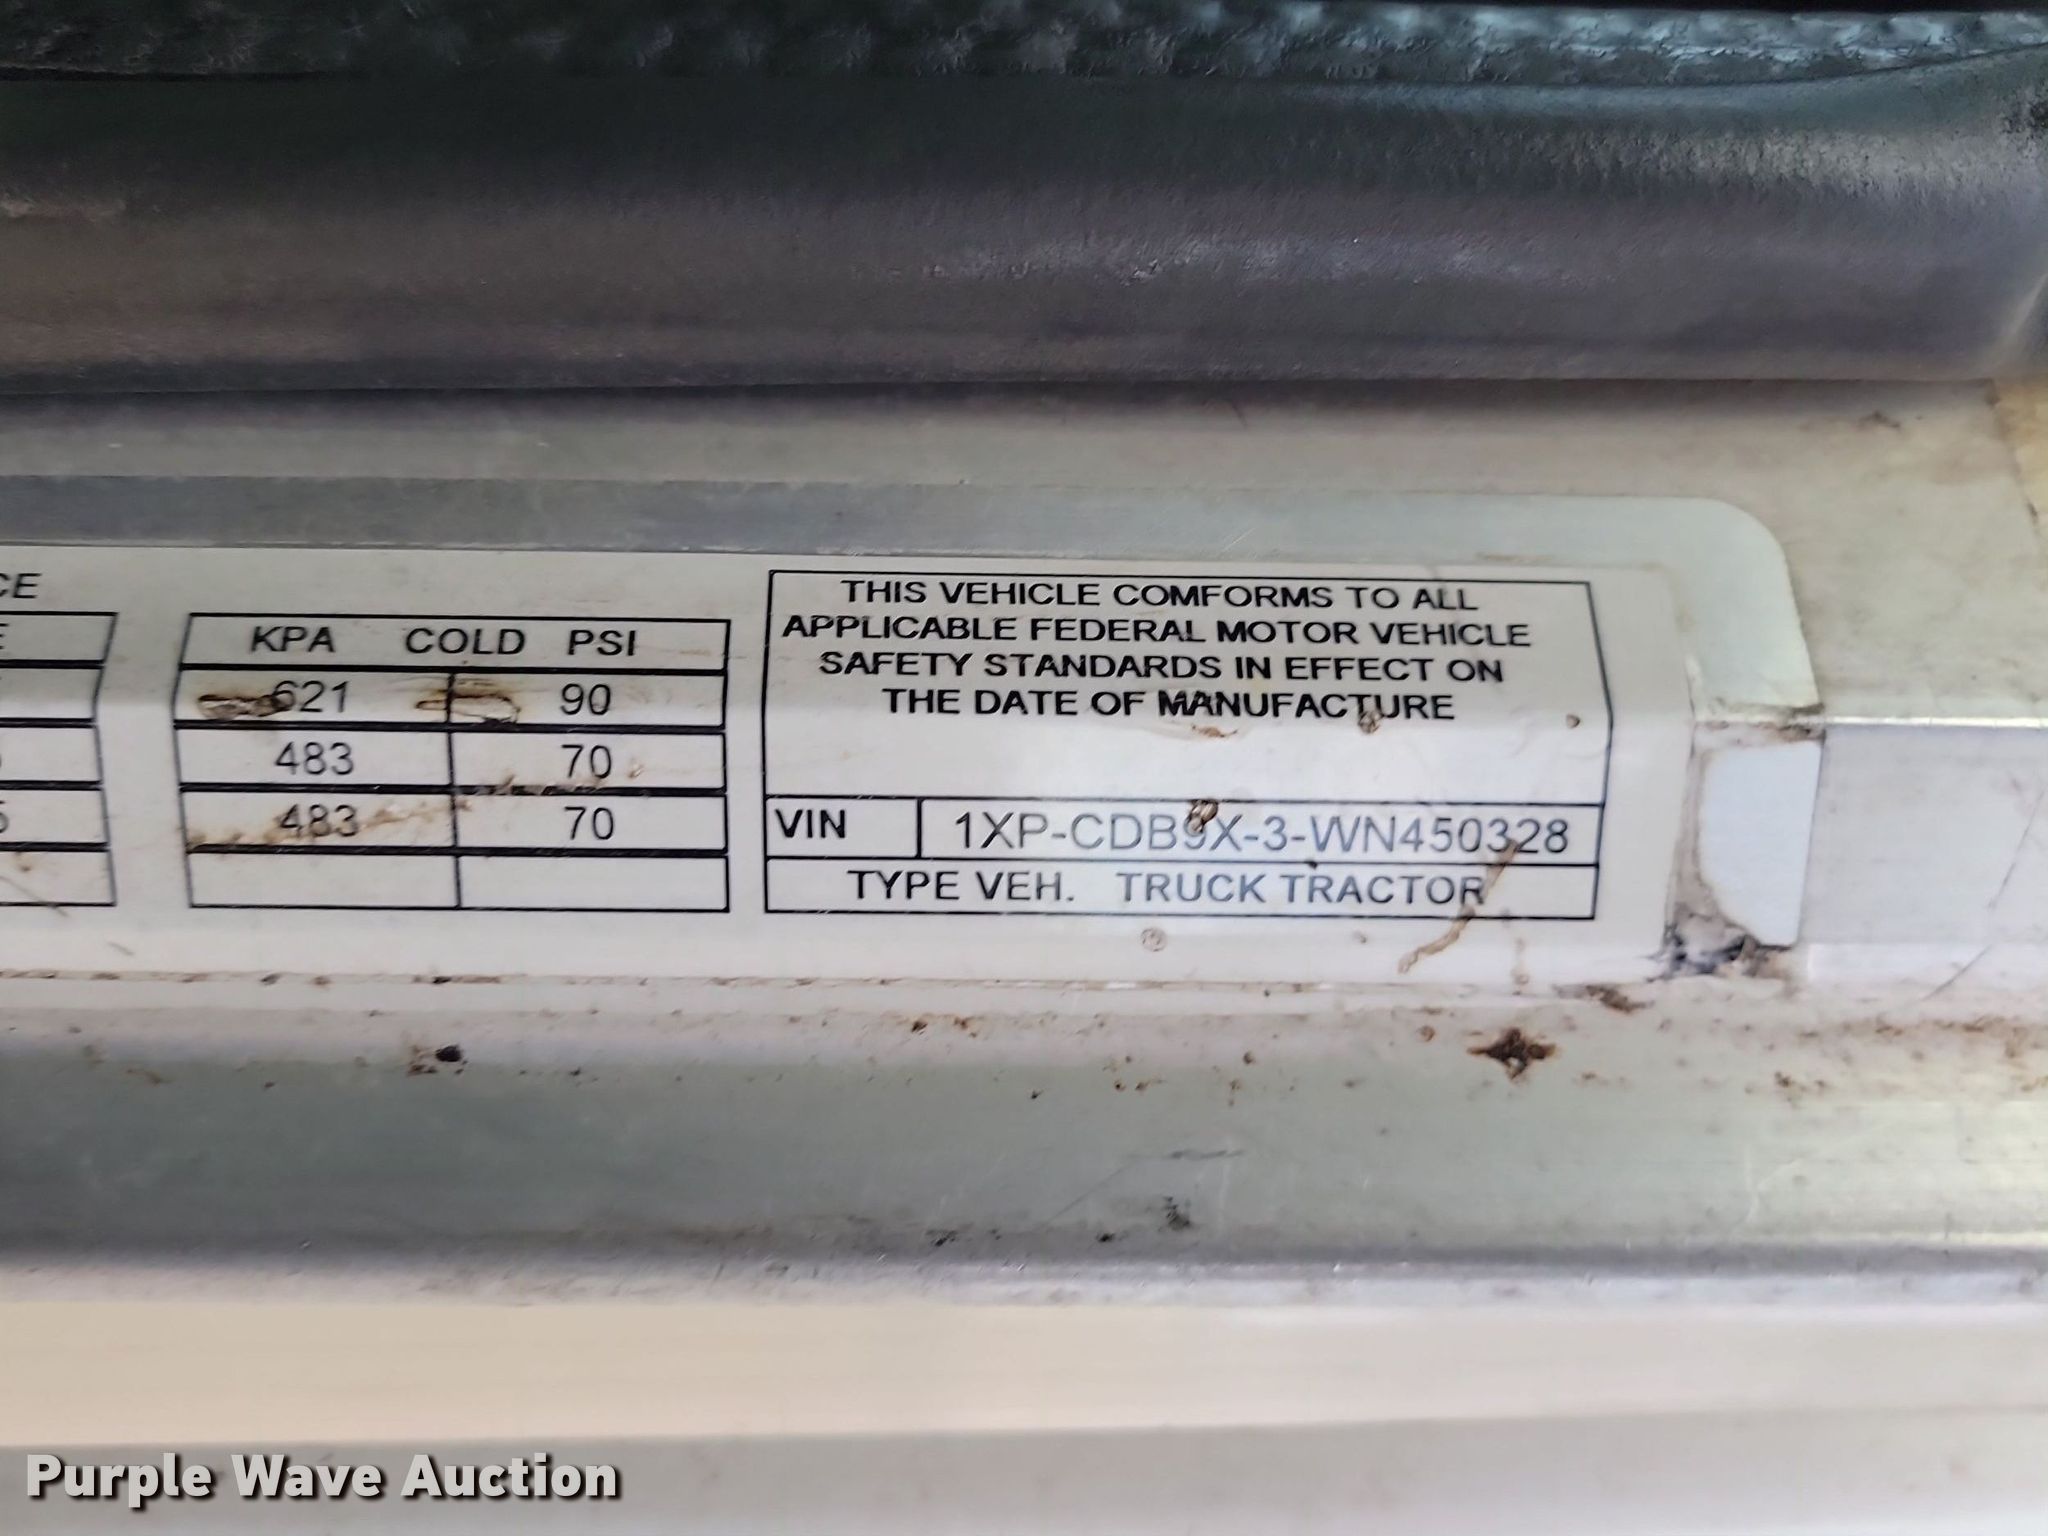 CE
KPA COLD PSI
621 90
483 70
483 70
THIS VEHICLE COMFORMS TO ALL
APPLICABLE FEDERAL MOTOR VEHICLE
SAFETY STANDARDS IN EFFECT ON
THE DATE OF MANUFACTURE
VIN 1XP-CDB9X-3-WN450328
TYPE VEH. TRUCK TRACTOR
Purple Wave Auction